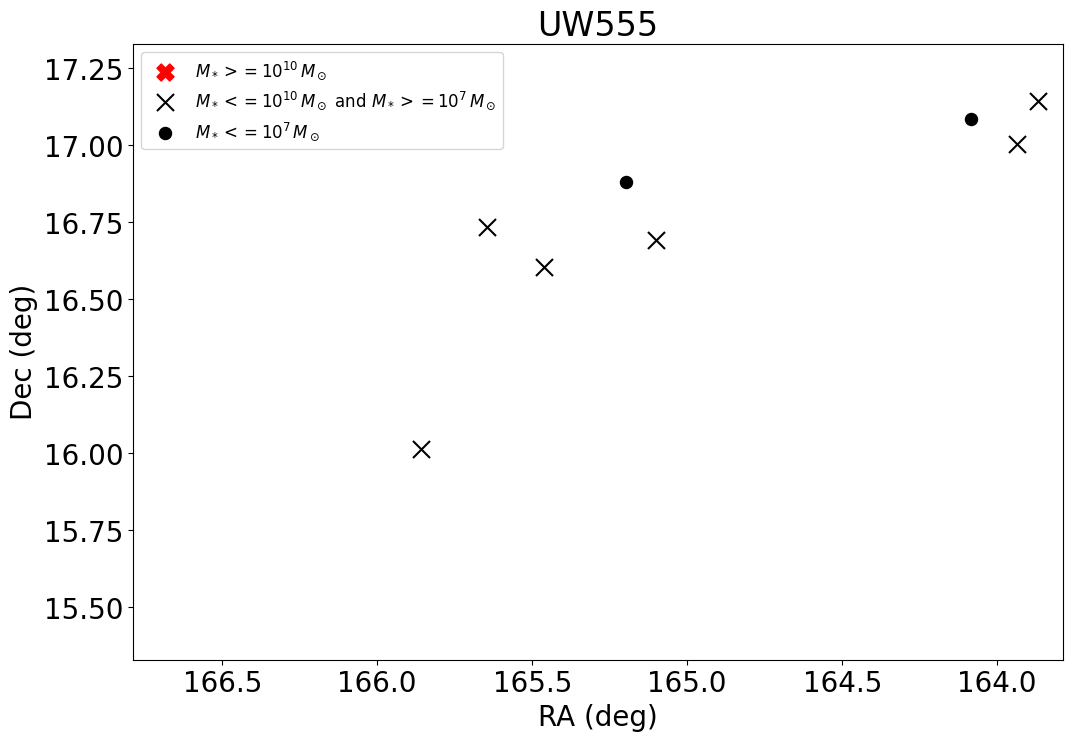 UW555
M* >= 10^10 M⊙
M* <= 10^10 M⊙ and M* >= 10^7 M⊙
M* <= 10^7 M⊙
17.25
17.00
16.75
16.50
16.25
16.00
15.75
15.50
Dec (deg)
166.5 166.0 165.5 165.0 164.5 164.0
RA (deg)